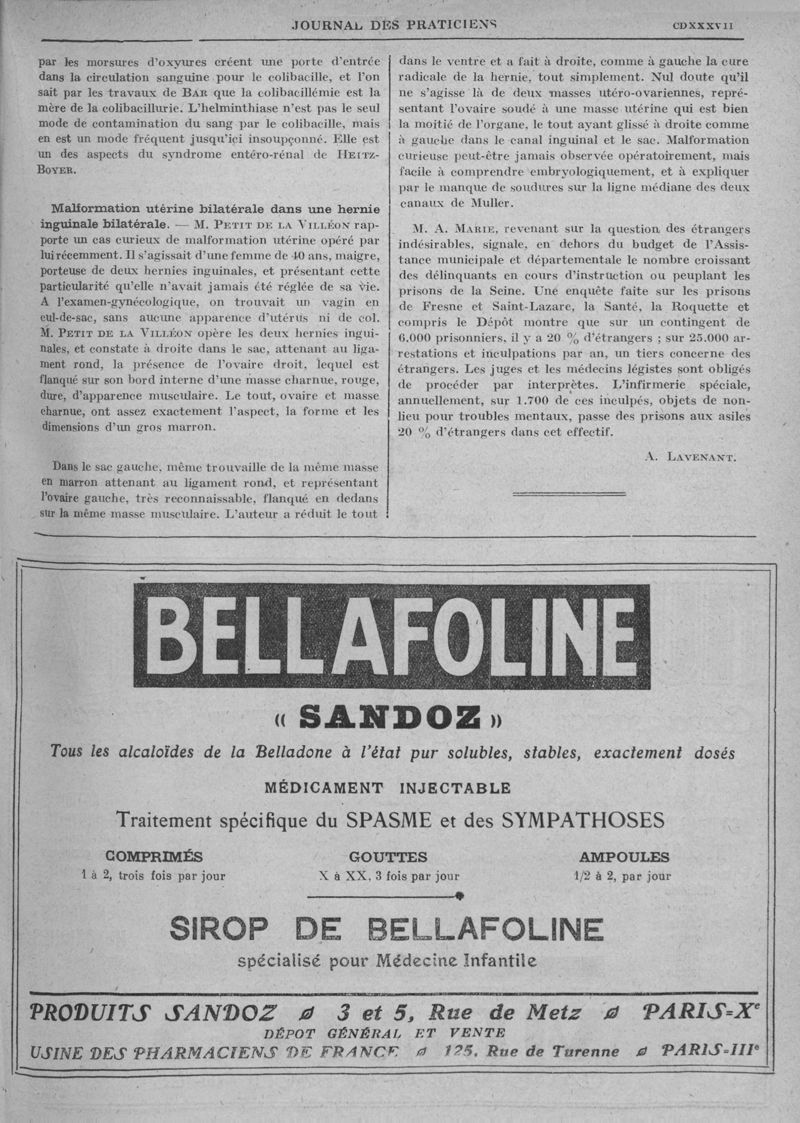 JOURNAL DES PRATICIENS
CDXXXVII
par les morsures d'oxyures créent une porte d'entrée
dans la circulation sanguine pour le colibacille, et l'on
sait par les travaux de BAR que la colibacillémie est la
mère de la colibacillurie. L'helminthiase n'est pas le seul
mode de contamination du sang par le colibacille, mais
en est un mode fréquent jusqu'ici insoupçonné. Elle est
un des aspects du syndrome entéro-rénal de HEITZ-
BOYER.
Malformation utérine bilatérale dans une hernie
inguinale bilatérale. — M. PETIT DE LA VILLÉON rap-
porte un cas curieux de malformation utérine opéré par
lui récemment. Il s'agissait d'une femme de 40 ans, maigre,
porteuse de deux hernies inguinales, et présentant cette
particularité qu'elle n'avait jamais été réglée de sa vie.
A l'examen-gynécologique, on trouvait un vagin en
cul-de-sac, sans aucune apparence d'utérus ni de col.
M. PETIT DE LA VILLÉON opère les deux hernies ingui-
nales, et constate à droite dans le sac, attenant au liga-
ment rond, la présence de l'ovaire droit, lequel est
flanqué sur son bord interne d'une masse charnue, rouge,
dure, d'apparence musculaire. Le tout, ovaire et masse
charnue, ont assez exactement l'aspect, la forme et les
dimensions d'un gros marron.
Dans le sac gauche, même trouvaille de la même masse
en marron attenant au ligament rond, et représentant
l'ovaire gauche, très reconnaissable, flanqué en dedans
sur la même masse musculaire. L'auteur a réduit le tout
dans le ventre et a fait à droite, comme à gauche la cure
radicale de la hernie, tout simplement. Nul doute qu'il
ne s'agisse là de deux masses utéro-ovariennes, repré-
sentant l'ovaire soudé à une masse utérine qui est bien
la moitié de l'organe, le tout ayant glissé à droite comme
à gauche dans le canal inguinal et le sac. Malformation
curieuse peut-être jamais observée opératoirement, mais
facile à comprendre embryologiquement, et à expliquer
par le manque de soudures sur la ligne médiane des deux
canaux de Muller.
M. A. MARIE, revenant sur la question des étrangers
indésirables, signale, en dehors du budget de l'Assis-
tance municipale et départementale le nombre croissant
des délinquants en cours d'instruction ou peuplant les
prisons de la Seine. Une enquête faite sur les prisons
de Fresne et Saint-Lazare, la Santé, la Roquette et
compris le Dépôt montre que sur un contingent de
6.000 prisonniers, il y a 20 % d'étrangers ; sur 25.000 ar-
restations et inculpations par an, un tiers concerne des
étrangers. Les juges et les médecins légistes sont obligés
de procéder par interprètes. L'infirmerie spéciale,
annuellement, sur 1.700 de ces inculpés, objets de non-
lieu pour troubles mentaux, passe des prisons aux asiles
20 % d'étrangers dans cet effectif.
A. LAVENANT.
BELLAFOLINE
« SANDOZ »
Tous les alcaloïdes de la Belladone à l'état pur solubles, stables, exactement dosés
MÉDICAMENT INJECTABLE
Traitement spécifique du SPASME et des SYMPATHOSES
COMPRIMÉS GOUTTES AMPOULES
1 à 2, trois fois par jour X à XX, 3 fois par jour 1/2 à 2, par jour
SIROP DE BELLAFOLINE
spécialisé pour Médecine Infantile
PRODUITS SANDOZ 3 et 5, Rue de Metz PARIS-Xe
DÉPOT GÉNÉRAL ET VENTE
USINE DES PHARMACIENS DE FRANCE 125, Rue de Turenne PARIS-IIIe